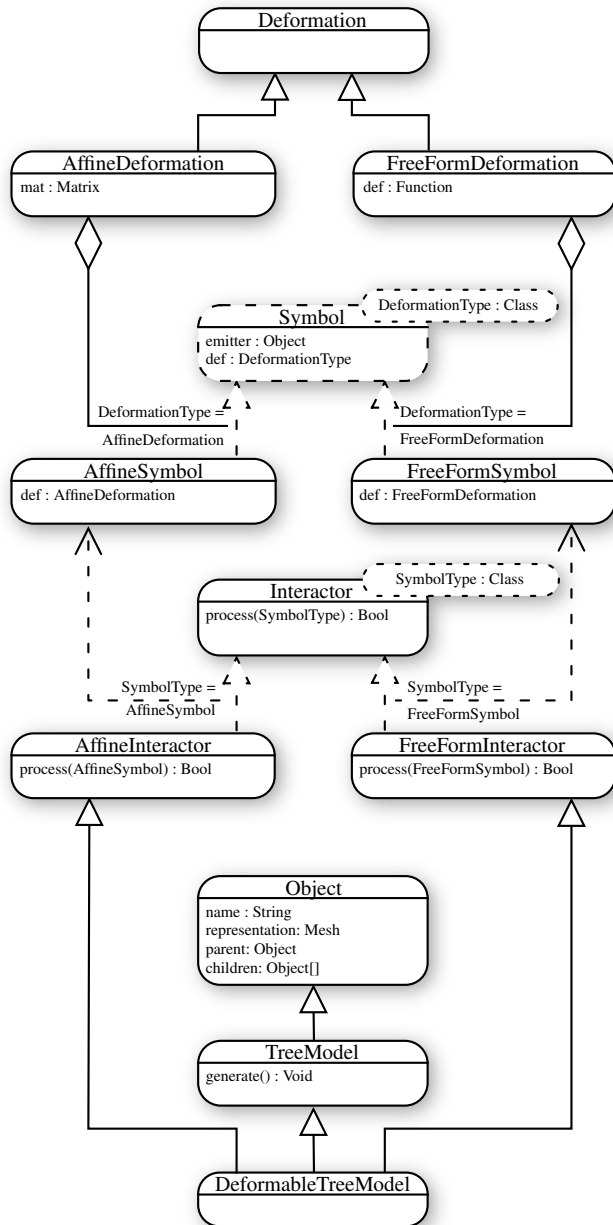 Deformation
AffineDeformation
mat : Matrix
FreeFormDeformation
def : Function
DeformationType : Class
Symbol
emitter : Object
def : DeformationType
DeformationType =
AffineDeformation
DeformationType =
FreeFormDeformation
AffineSymbol
def : AffineDeformation
FreeFormSymbol
def : FreeFormDeformation
SymbolType : Class
Interactor
process(SymbolType) : Bool
SymbolType =
AffineSymbol
SymbolType =
FreeFormSymbol
AffineInteractor
process(AffineSymbol) : Bool
FreeFormInteractor
process(FreeFormSymbol) : Bool
Object
name : String
representation: Mesh
parent: Object
children: Object[]
TreeModel
generate() : Void
DeformableTreeModel